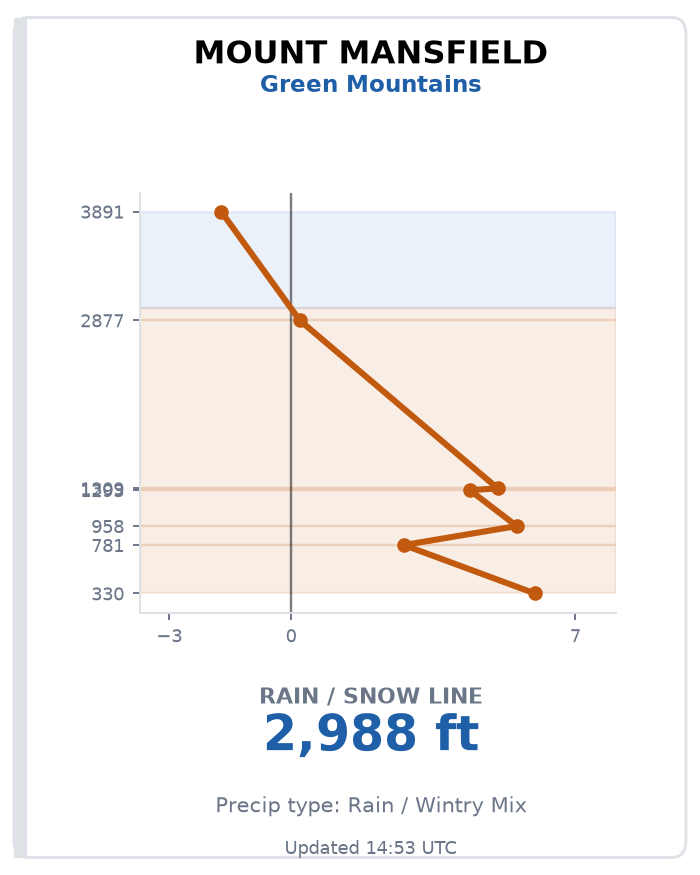 MOUNT MANSFIELD
Green Mountains
3891
2877
958
781
330
−3 0 7
RAIN / SNOW LINE
2,988 ft
Precip type: Rain / Wintry Mix
Updated 14:53 UTC